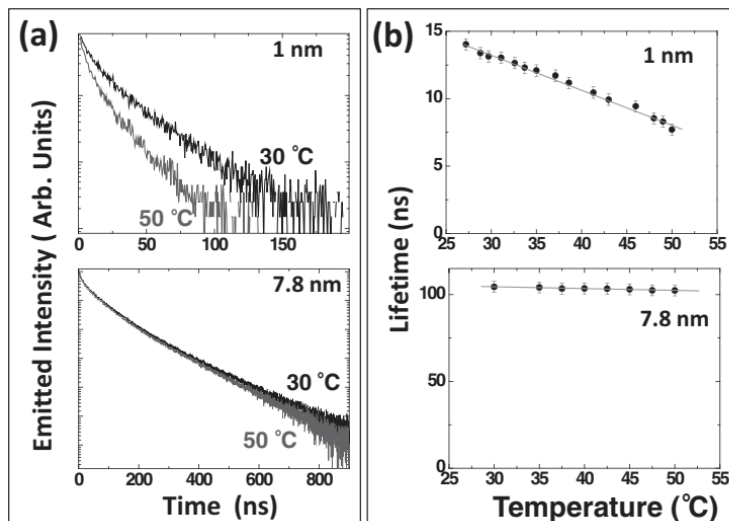 (a)
1 nm
30 °C
50 °C
0 50 100 150
7.8 nm
30 °C
50 °C
0 200 400 600 800
Time (ns)
Emitted Intensity ( Arb. Units)
(b)
15
10
5
0
1 nm
25 30 35 40 45 50 55
100
50
0
7.8 nm
25 30 35 40 45 50 55
Temperature (°C)
Lifetime (ns)